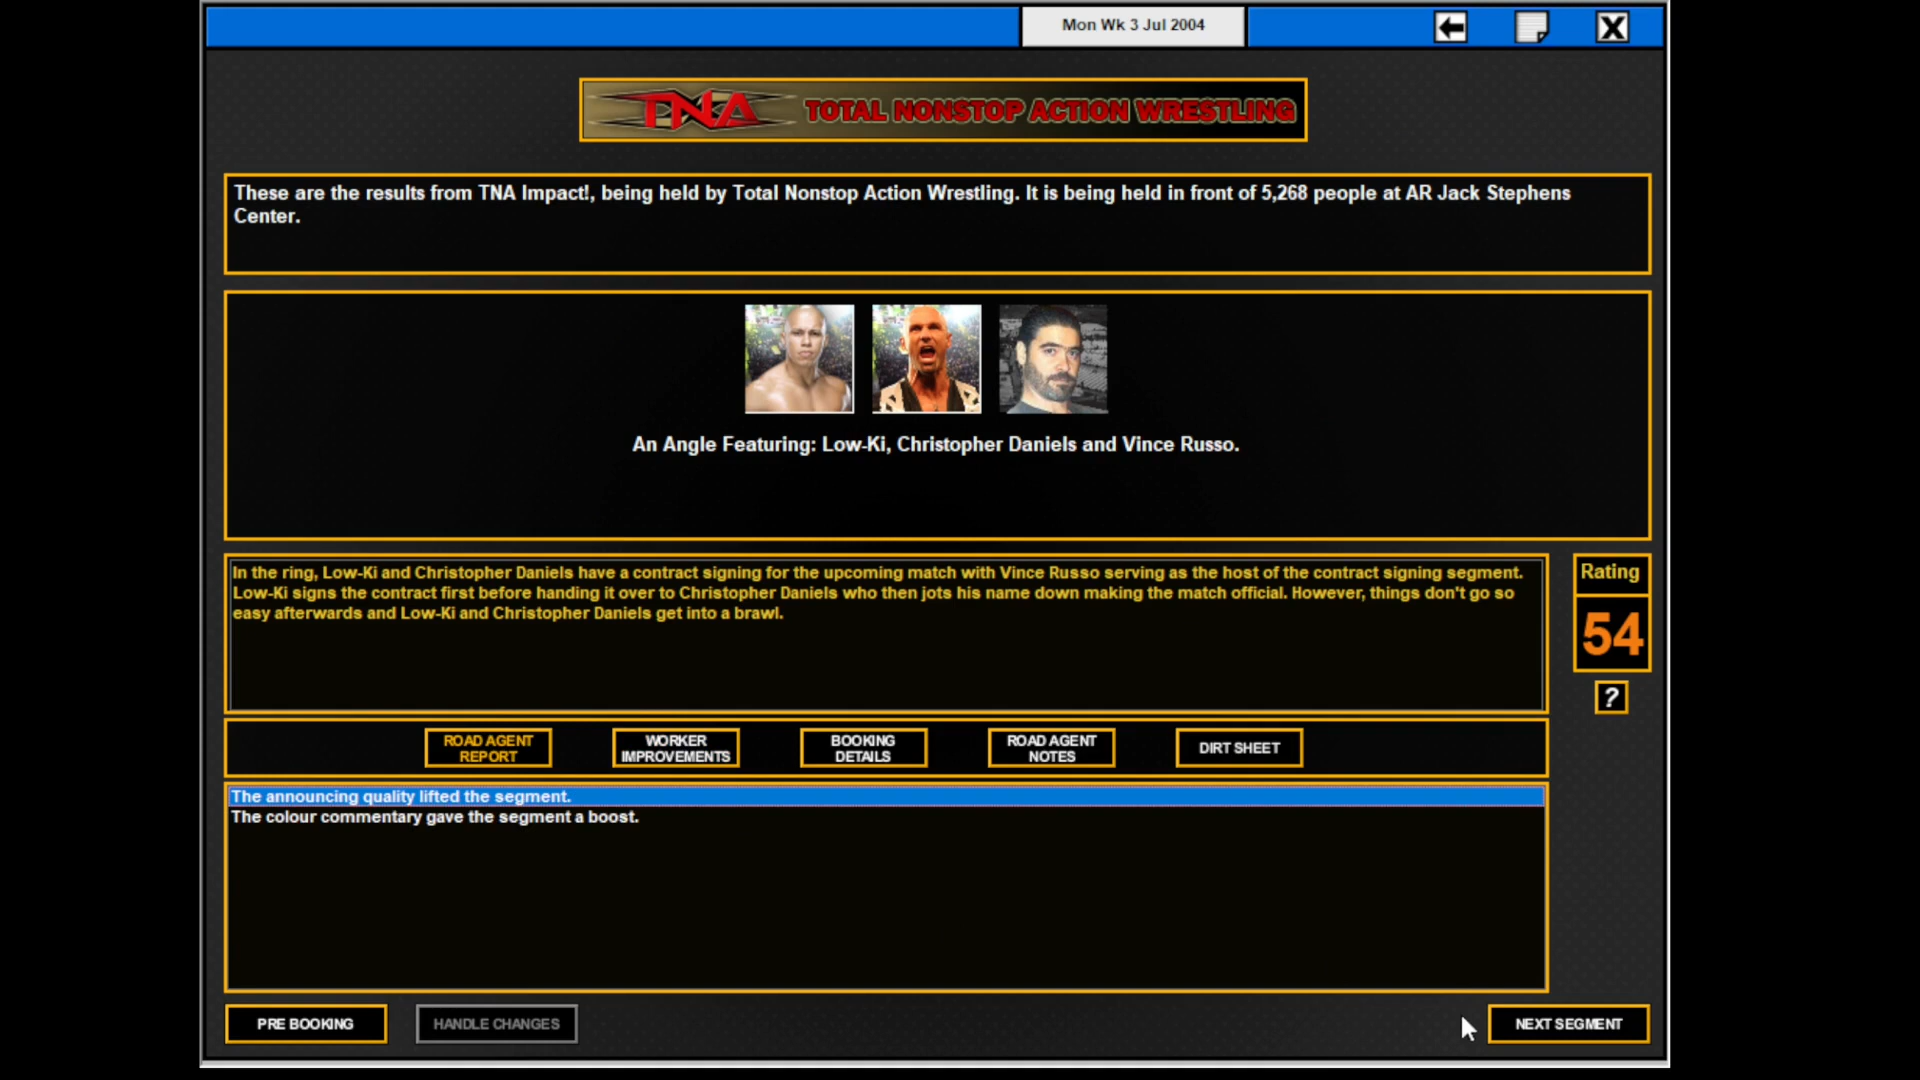 Mon Wk 3 Jul 2004
TNA TOTAL NONSTOP ACTION WRESTLING
These are the results from TNA Impact!, being held by Total Nonstop Action Wrestling. It is being held in front of 5,268 people at AR Jack Stephens
Center.
An Angle Featuring: Low-Ki, Christopher Daniels and Vince Russo.
In the ring, Low-Ki and Christopher Daniels have a contract signing for the upcoming match with Vince Russo serving as the host of the contract signing segment.
Low-Ki signs the contract first before handing it over to Christopher Daniels who then jots his name down making the match official. However, things don't go so
easy afterwards and Low-Ki and Christopher Daniels get into a brawl.
Rating
54
?
ROAD AGENT
REPORT
WORKER
IMPROVEMENTS
BOOKING
DETAILS
ROAD AGENT
NOTES
DIRT SHEET
The announcing quality lifted the segment.
The colour commentary gave the segment a boost.
PRE BOOKING
HANDLE CHANGES
NEXT SEGMENT